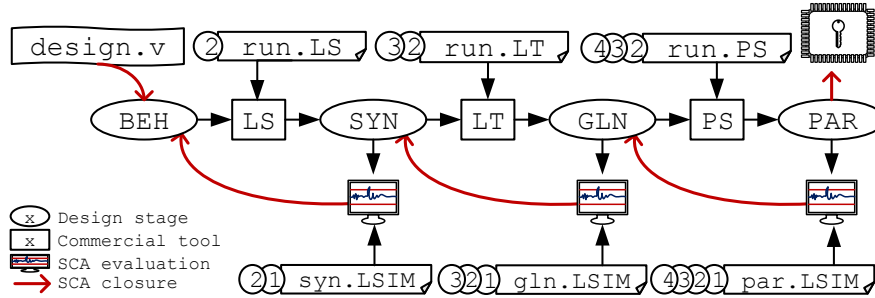 design.v
2 run.LS
32 run.LT
432 run.PS
BEH LS SYN LT GLN PS PAR
x Design stage
x Commercial tool
SCA evaluation
SCA closure
21 syn.LSIM
321 gln.LSIM
4321 par.LSIM